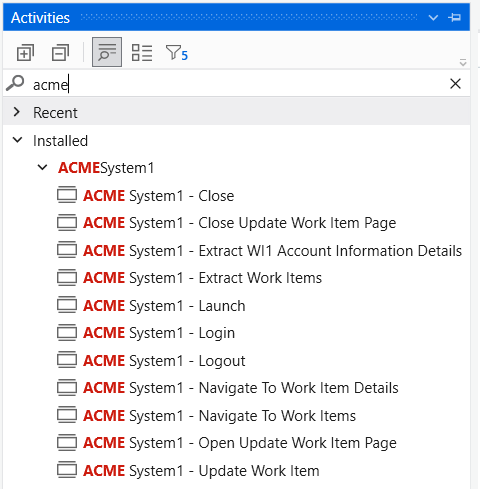 Activities
5
acme
Recent
Installed
ACMESystem1
ACME System1 - Close
ACME System1 - Close Update Work Item Page
ACME System1 - Extract WI1 Account Information Details
ACME System1 - Extract Work Items
ACME System1 - Launch
ACME System1 - Login
ACME System1 - Logout
ACME System1 - Navigate To Work Item Details
ACME System1 - Navigate To Work Items
ACME System1 - Open Update Work Item Page
ACME System1 - Update Work Item